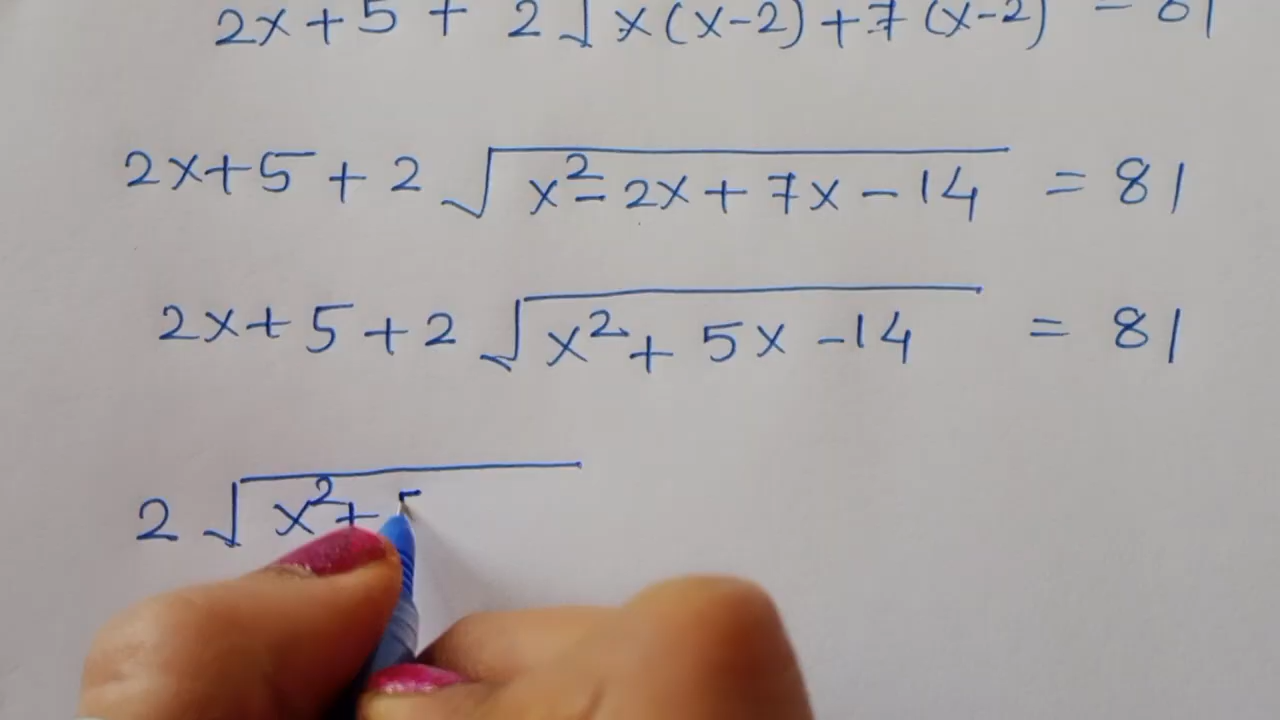 2x+5 + 2√x(x-2)+7(x-2) = 81
2x+5+2√x²-2x+7x-14 = 81
2x+5+2√x²+5x-14 = 81
2√x²+5